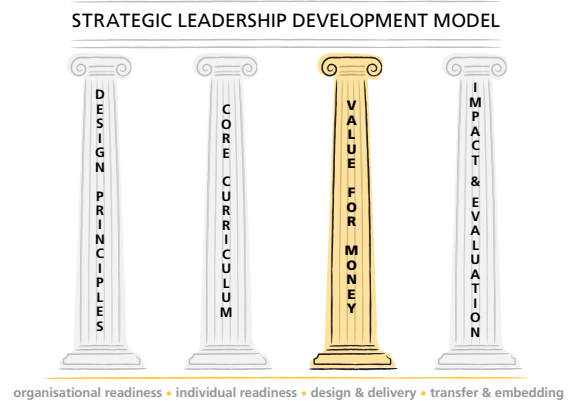 STRATEGIC LEADERSHIP DEVELOPMENT MODEL
DESIGN PRINCIPLES
CORE CURRICULUM
VALUE FOR MONEY
IMPACT & EVALUATION
organisational readiness • individual readiness • design & delivery • transfer & embedding